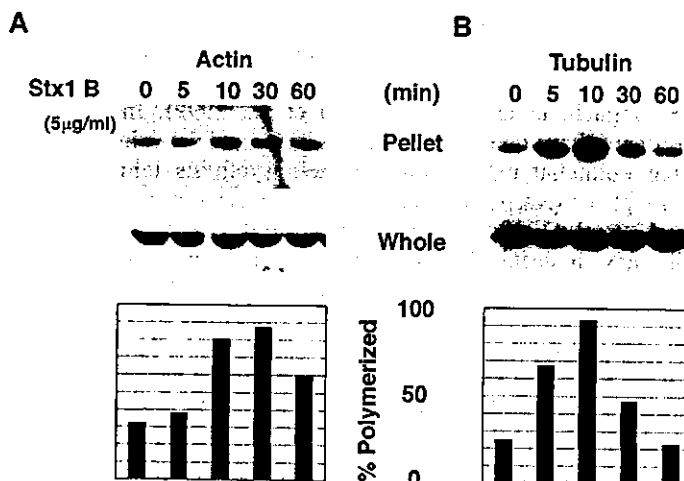 A
B
Actin
Tubulin
Stx1 B 0 5 10 30 60 (min) 0 5 10 30 60
(5μg/ml)
Pellet
Whole
100
50
0
% Polymerized